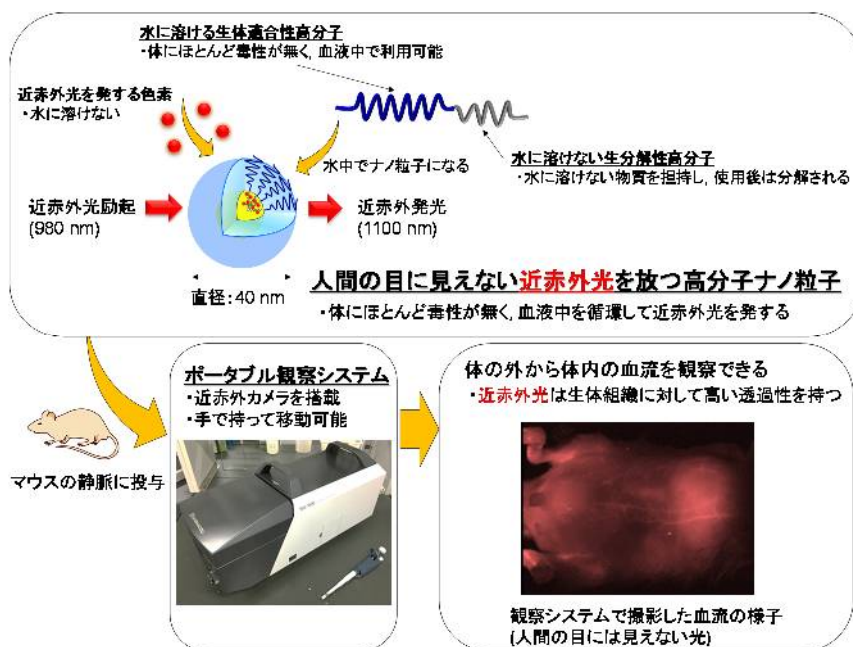 水に溶ける生体適合性高分子
・体にほとんど毒性が無く, 血液中で利用可能
近赤外光を発する色素
・水に溶けない
水に溶けない生分解性高分子
・水に溶けない物質を担持し, 使用後は分解される
水中でナノ粒子になる
近赤外光励起
(980 nm)
近赤外発光
(1100 nm)
直径：40 nm
人間の目に見えない近赤外光を放つ高分子ナノ粒子
・体にほとんど毒性が無く, 血液中を循環して近赤外光を発する
マウスの静脈に投与
ポータブル観察システム
・近赤外カメラを搭載
・手で持って移動可能
体の外から体内の血流を観察できる
・近赤外光は生体組織に対して高い透過性を持つ
観察システムで撮影した血流の様子
(人間の目には見えない光)